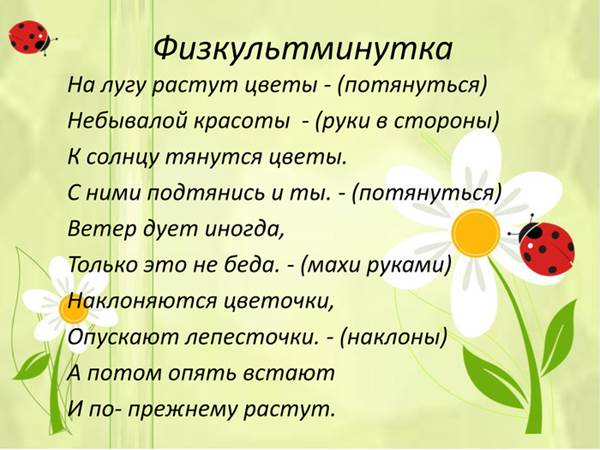 Физкультминутка
На лугу растут цветы - (потянуться)
Небывалой красоты - (руки в стороны)
К солнцу тянутся цветы.
С ними подтянись и ты. - (потянуться)
Ветер дует иногда,
Только это не беда. - (махи руками)
Наклоняются цветочки,
Опускают лепесточки. - (наклоны)
А потом опять встают
И по- прежнему растут.